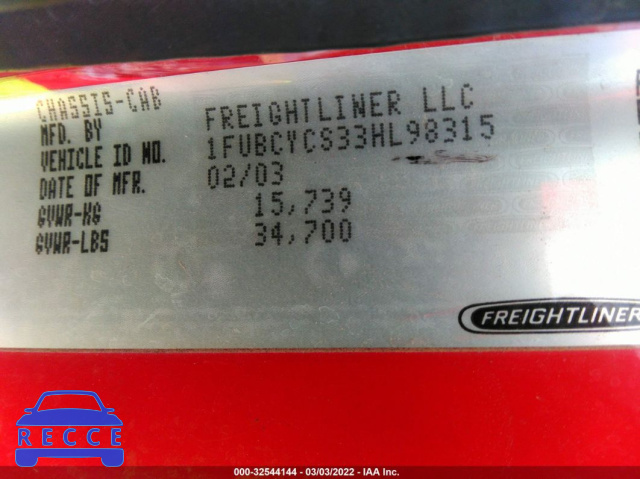 CHASSIS-CAB
MFD. BY FREIGHTLINER LLC
VEHICLE ID NO. 1FVBCYCS33HL98315
DATE OF MFR. 02/03
GVWR-KG 15,739
GVWR-LBS 34,700
FREIGHTLINER
RECCE
000-32544144 - 03/03/2022 - IAA Inc.